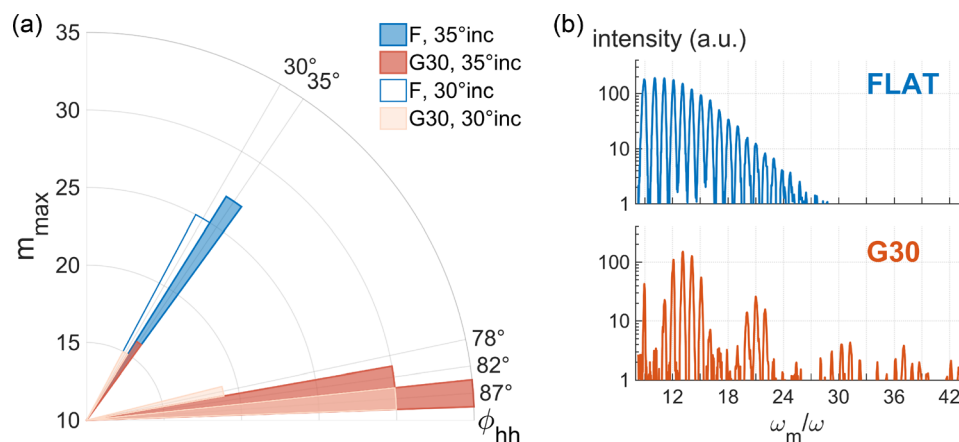 (a)
35
30
25
20
15
10
m_max
30°
35°
78°
82°
87°
ϕ_hh
F, 35°inc
G30, 35°inc
F, 30°inc
G30, 30°inc
(b)
intensity (a.u.)
FLAT
100
10
1
G30
100
10
1
12 18 24 30 36 42
ω_m/ω